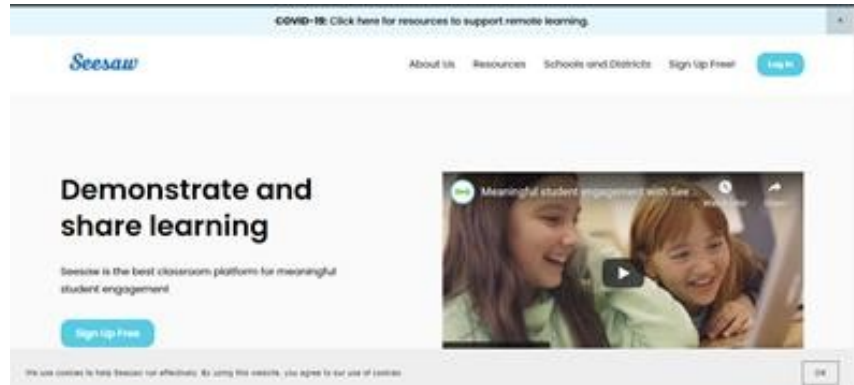 COVID-19: Click here for resources to support remote learning.
Seesaw
About Us Resources Schools and Districts Sign Up Free! Log In
Demonstrate and
share learning
Seesaw is the best classroom platform for meaningful
student engagement
Sign Up Free
Meaningful student engagement with See
Watch later Share
We use cookies to help Seesaw run effectively. By using this website, you agree to our use of cookies.
OK